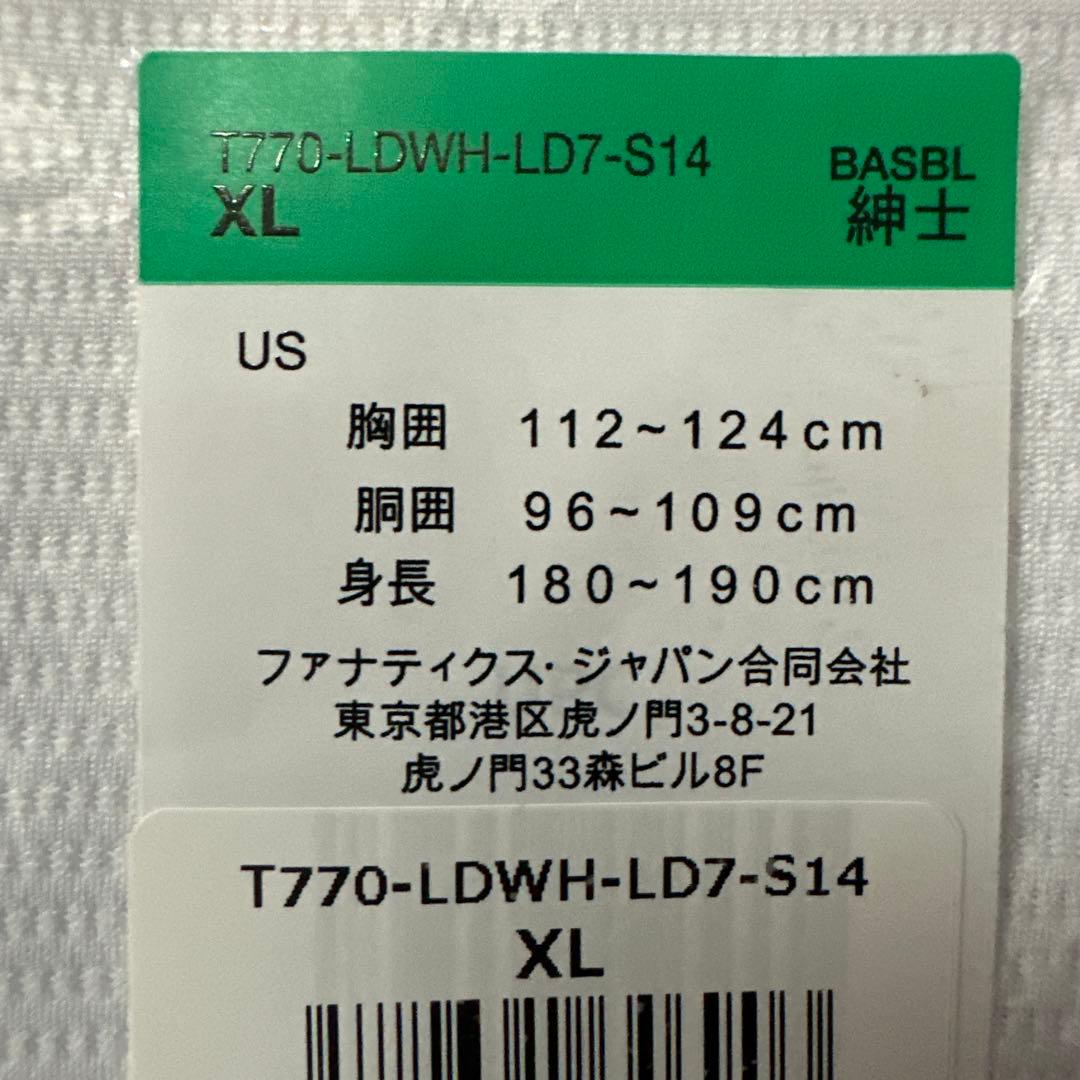 T770-LDWH-LD7-S14
XL
BASBL
紳士
US
胸囲 112~124cm
胴囲 96~109cm
身長 180~190cm
ファナティクス・ジャパン合同会社
東京都港区虎ノ門3-8-21
虎ノ門33森ビル8F
T770-LDWH-LD7-S14
XL